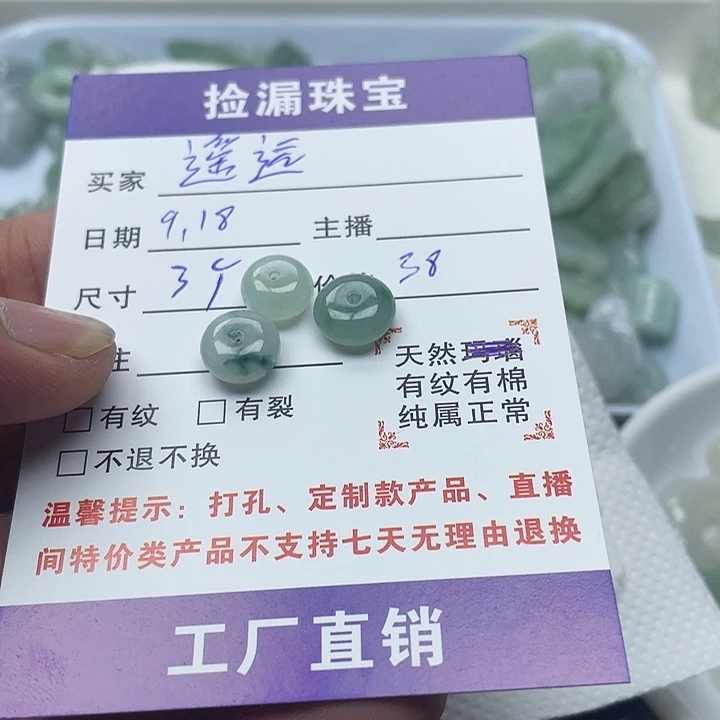 捡漏珠宝
买家 遥远
日期 9,18 主播
尺寸 38
天然玛瑙
有纹有棉
纯属正常
有纹 有裂
不退不换
温馨提示：打孔、定制款产品、直播
间特价类产品不支持七天无理由退换
工厂直销